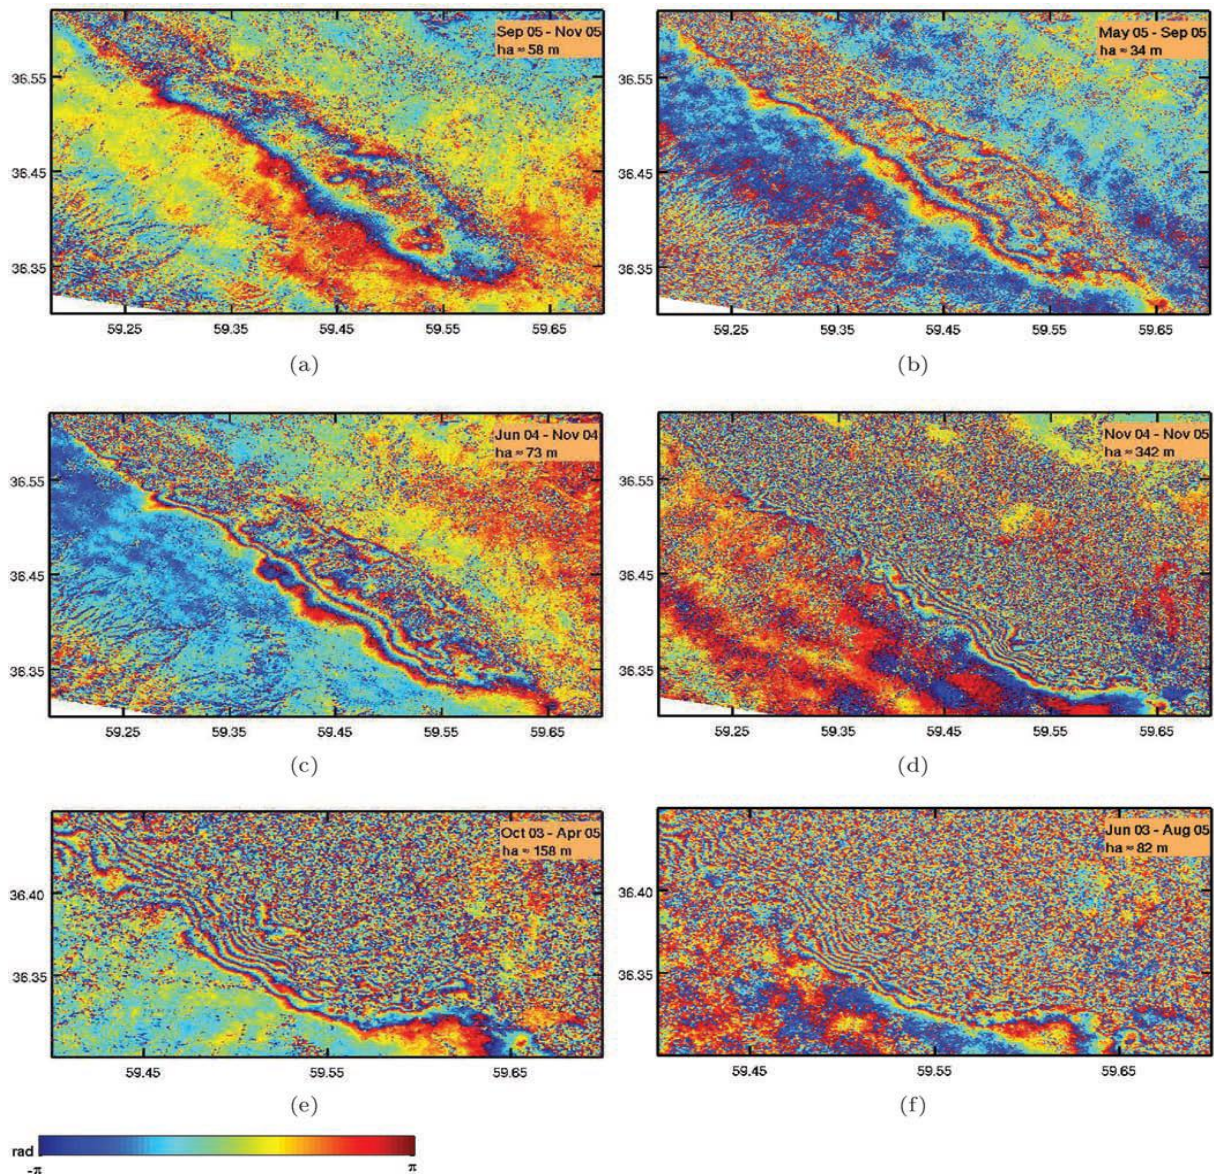 Sep 05 - Nov 05
ha ≈ 58 m
36.55
36.45
36.35
59.25 59.35 59.45 59.55 59.65
(a)
May 05 - Sep 05
ha ≈ 34 m
36.55
36.45
36.35
59.25 59.35 59.45 59.55 59.65
(b)
Jun 04 - Nov 04
ha ≈ 73 m
36.55
36.45
36.35
59.25 59.35 59.45 59.55 59.65
(c)
Nov 04 - Nov 05
ha ≈ 342 m
36.55
36.45
36.35
59.25 59.35 59.45 59.55 59.65
(d)
Oct 03 - Apr 05
ha ≈ 158 m
36.40
36.35
59.45 59.55 59.65
(e)
Jun 03 - Aug 05
ha ≈ 82 m
36.40
36.35
59.45 59.55 59.65
(f)
rad
-π π